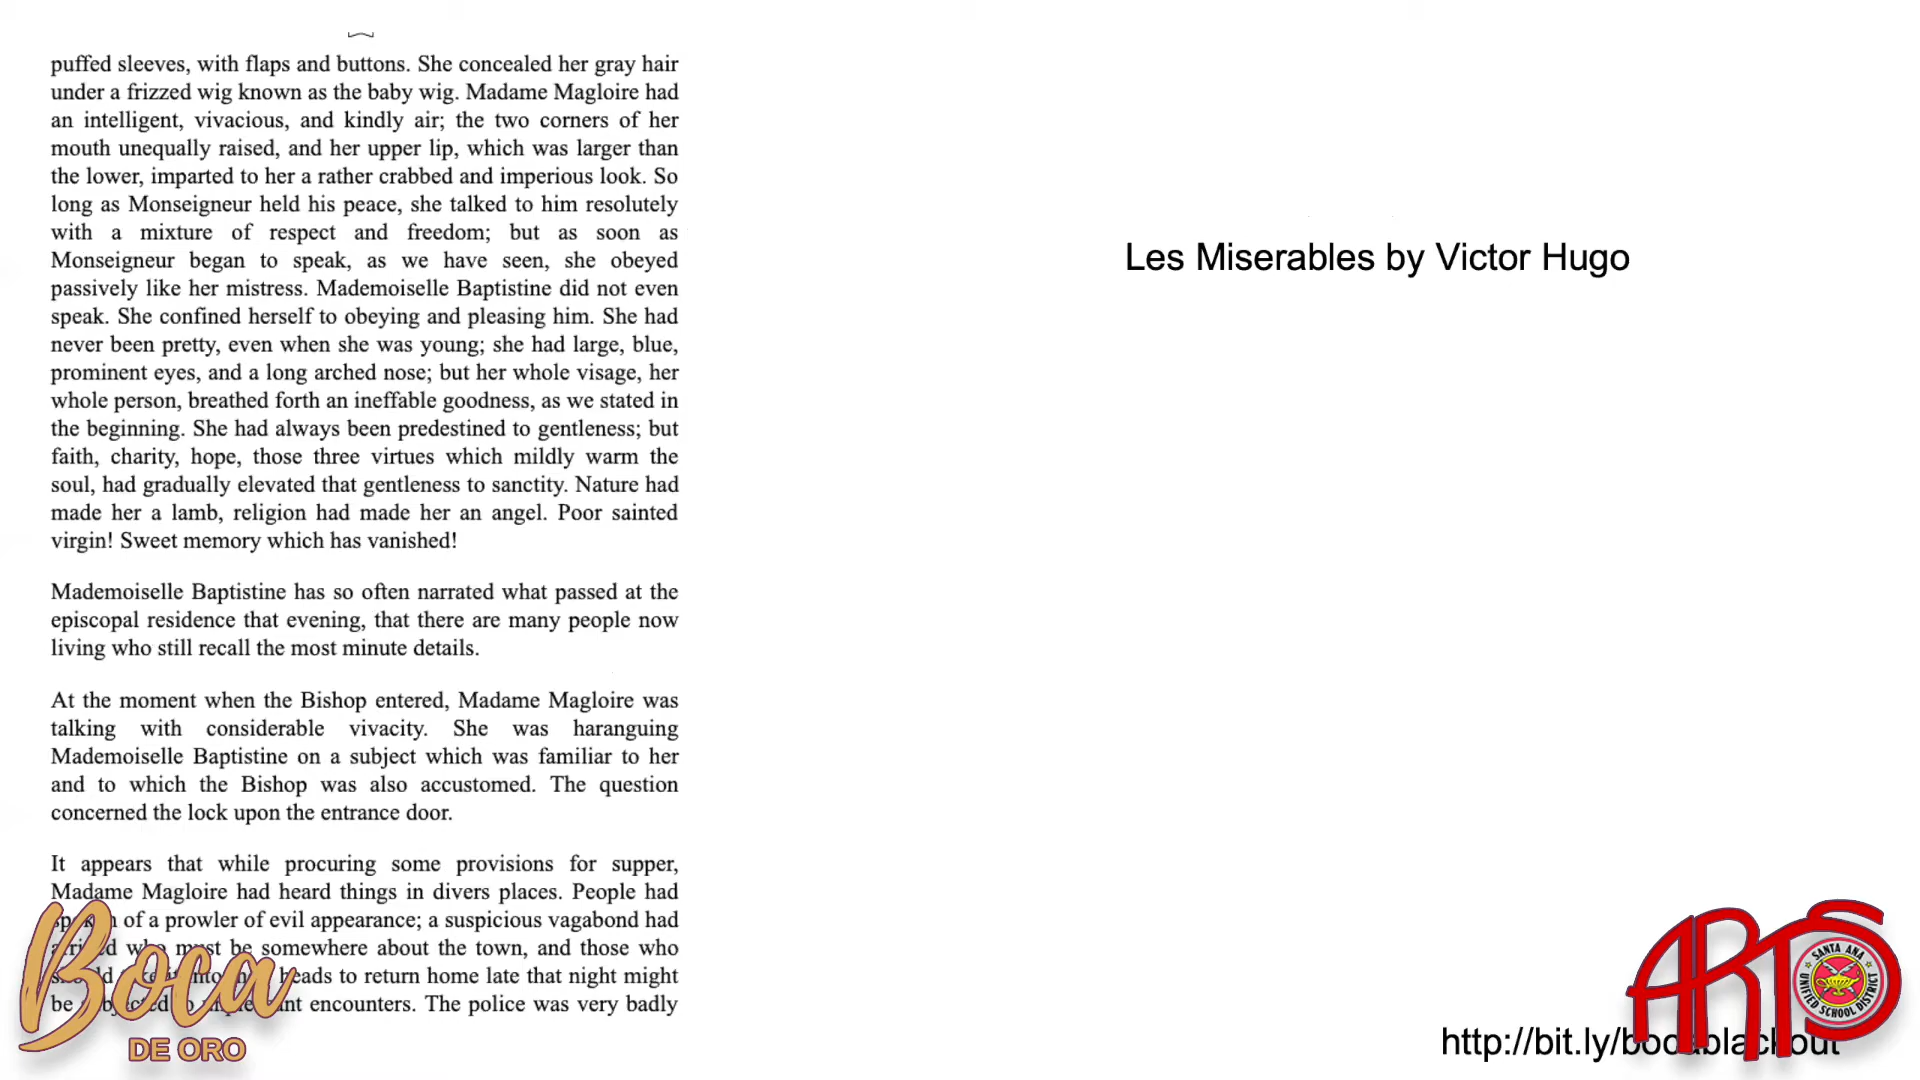 puffed sleeves, with flaps and buttons. She concealed her gray hair
under a frizzed wig known as the baby wig. Madame Magloire had
an intelligent, vivacious, and kindly air; the two corners of her
mouth unequally raised, and her upper lip, which was larger than
the lower, imparted to her a rather crabbed and imperious look. So
long as Monseigneur held his peace, she talked to him resolutely
with a mixture of respect and freedom; but as soon as
Monseigneur began to speak, as we have seen, she obeyed
passively like her mistress. Mademoiselle Baptistine did not even
speak. She confined herself to obeying and pleasing him. She had
never been pretty, even when she was young; she had large, blue,
prominent eyes, and a long arched nose; but her whole visage, her
whole person, breathed forth an ineffable goodness, as we stated in
the beginning. She had always been predestined to gentleness; but
faith, charity, hope, those three virtues which mildly warm the
soul, had gradually elevated that gentleness to sanctity. Nature had
made her a lamb, religion had made her an angel. Poor sainted
virgin! Sweet memory which has vanished!
Mademoiselle Baptistine has so often narrated what passed at the
episcopal residence that evening, that there are many people now
living who still recall the most minute details.
At the moment when the Bishop entered, Madame Magloire was
talking with considerable vivacity. She was haranguing
Mademoiselle Baptistine on a subject which was familiar to her
and to which the Bishop was also accustomed. The question
concerned the lock upon the entrance door.
It appears that while procuring some provisions for supper,
Madame Magloire had heard things in divers places. People had
of a prowler of evil appearance; a suspicious vagabond had
must be somewhere about the town, and those who
heads to return home late that night might
be encounters. The police was very badly
Boca
DE ORO
Les Miserables by Victor Hugo
ARTS
SANTA ANA
UNIFIED SCHOOL DISTRICT
http://bit.ly/bocablackout